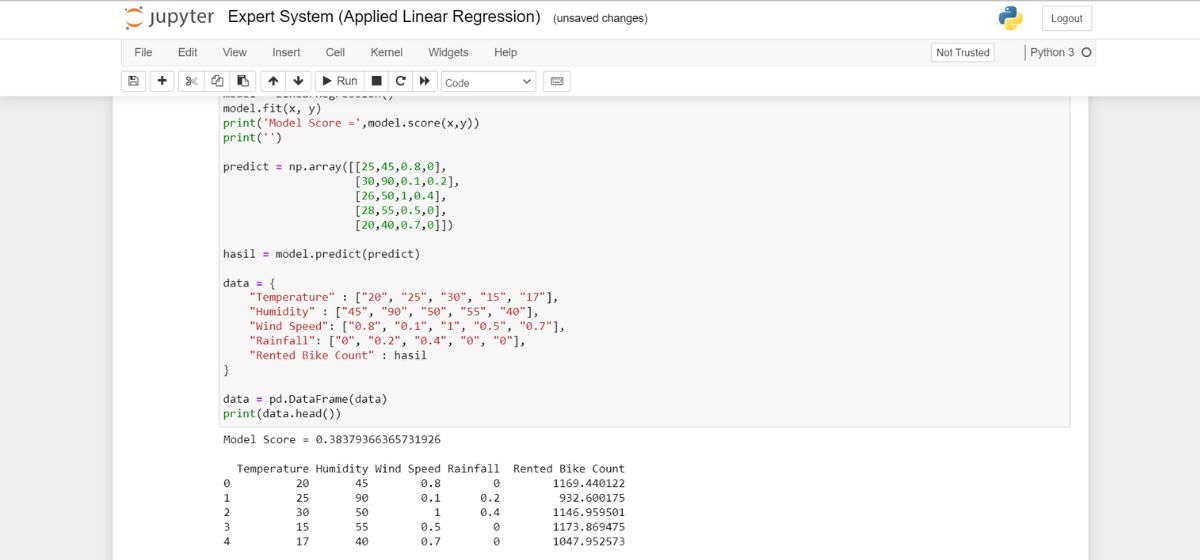 jupyter Expert System (Applied Linear Regression) (unsaved changes)
Logout
File Edit View Insert Cell Kernel Widgets Help
Not Trusted
Python 3
Run
Code
model.fit(x, y)
print('Model Score =',model.score(x,y))
print('')
predict = np.array([[25,45,0.8,0],
[30,90,0.1,0.2],
[26,50,1,0.4],
[28,55,0.5,0],
[20,40,0.7,0]])
hasil = model.predict(predict)
data = {
"Temperature" : ["20", "25", "30", "15", "17"],
"Humidity" : ["45", "90", "50", "55", "40"],
"Wind Speed": ["0.8", "0.1", "1", "0.5", "0.7"],
"Rainfall": ["0", "0.2", "0.4", "0", "0"],
"Rented Bike Count" : hasil
}
data = pd.DataFrame(data)
print(data.head())
Model Score = 0.38379366365731926
Temperature Humidity Wind Speed Rainfall Rented Bike Count
0 20 45 0.8 0 1169.440122
1 25 90 0.1 0.2 932.600175
2 30 50 1 0.4 1146.959501
3 15 55 0.5 0 1173.869475
4 17 40 0.7 0 1047.952573